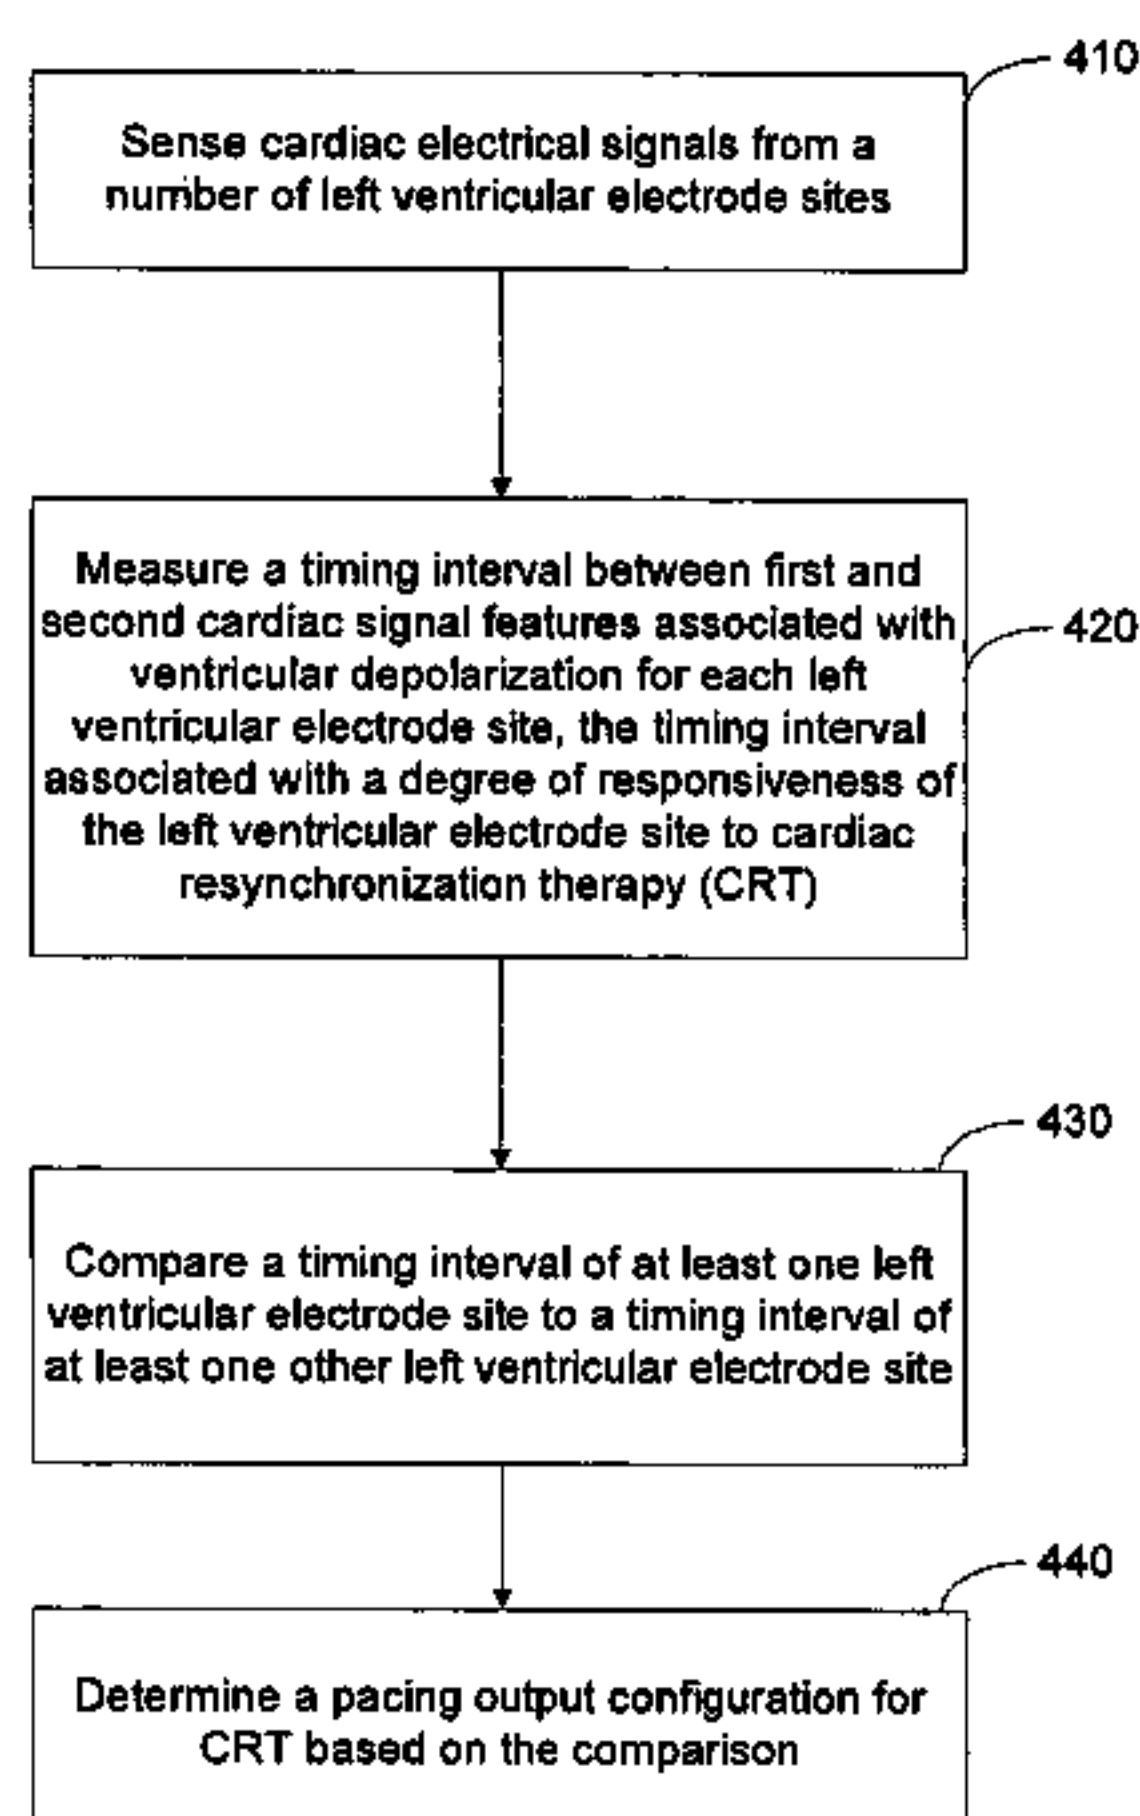 410
Sense cardiac electrical signals from a
number of left ventricular electrode sites
Measure a timing interval between first and
second cardiac signal features associated with
ventricular depolarization for each left
ventricular electrode site, the timing interval
associated with a degree of responsiveness of
the left ventricular electrode site to cardiac
resynchronization therapy (CRT)
420
430
Compare a timing interval of at least one left
ventricular electrode site to a timing interval of
at least one other left ventricular electrode site
440
Determine a pacing output configuration for
CRT based on the comparison